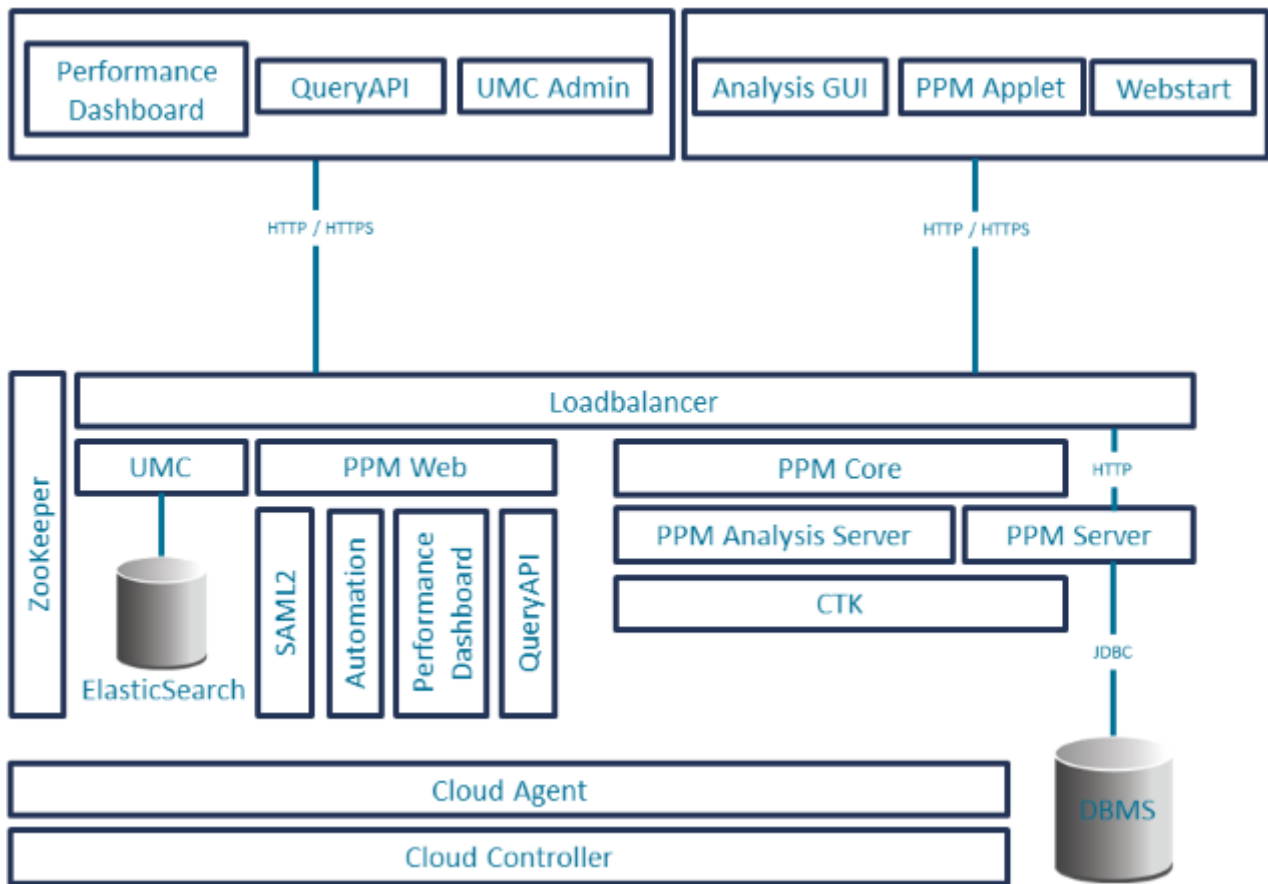 Performance
Dashboard
QueryAPI
UMC Admin
Analysis GUI
PPM Applet
Webstart
HTTP / HTTPS
HTTP / HTTPS
ZooKeeper
Loadbalancer
UMC
PPM Web
PPM Core
HTTP
PPM Analysis Server
PPM Server
SAML2
Automation
Performance
Dashboard
QueryAPI
CTK
JDBC
ElasticSearch
Cloud Agent
DBMS
Cloud Controller